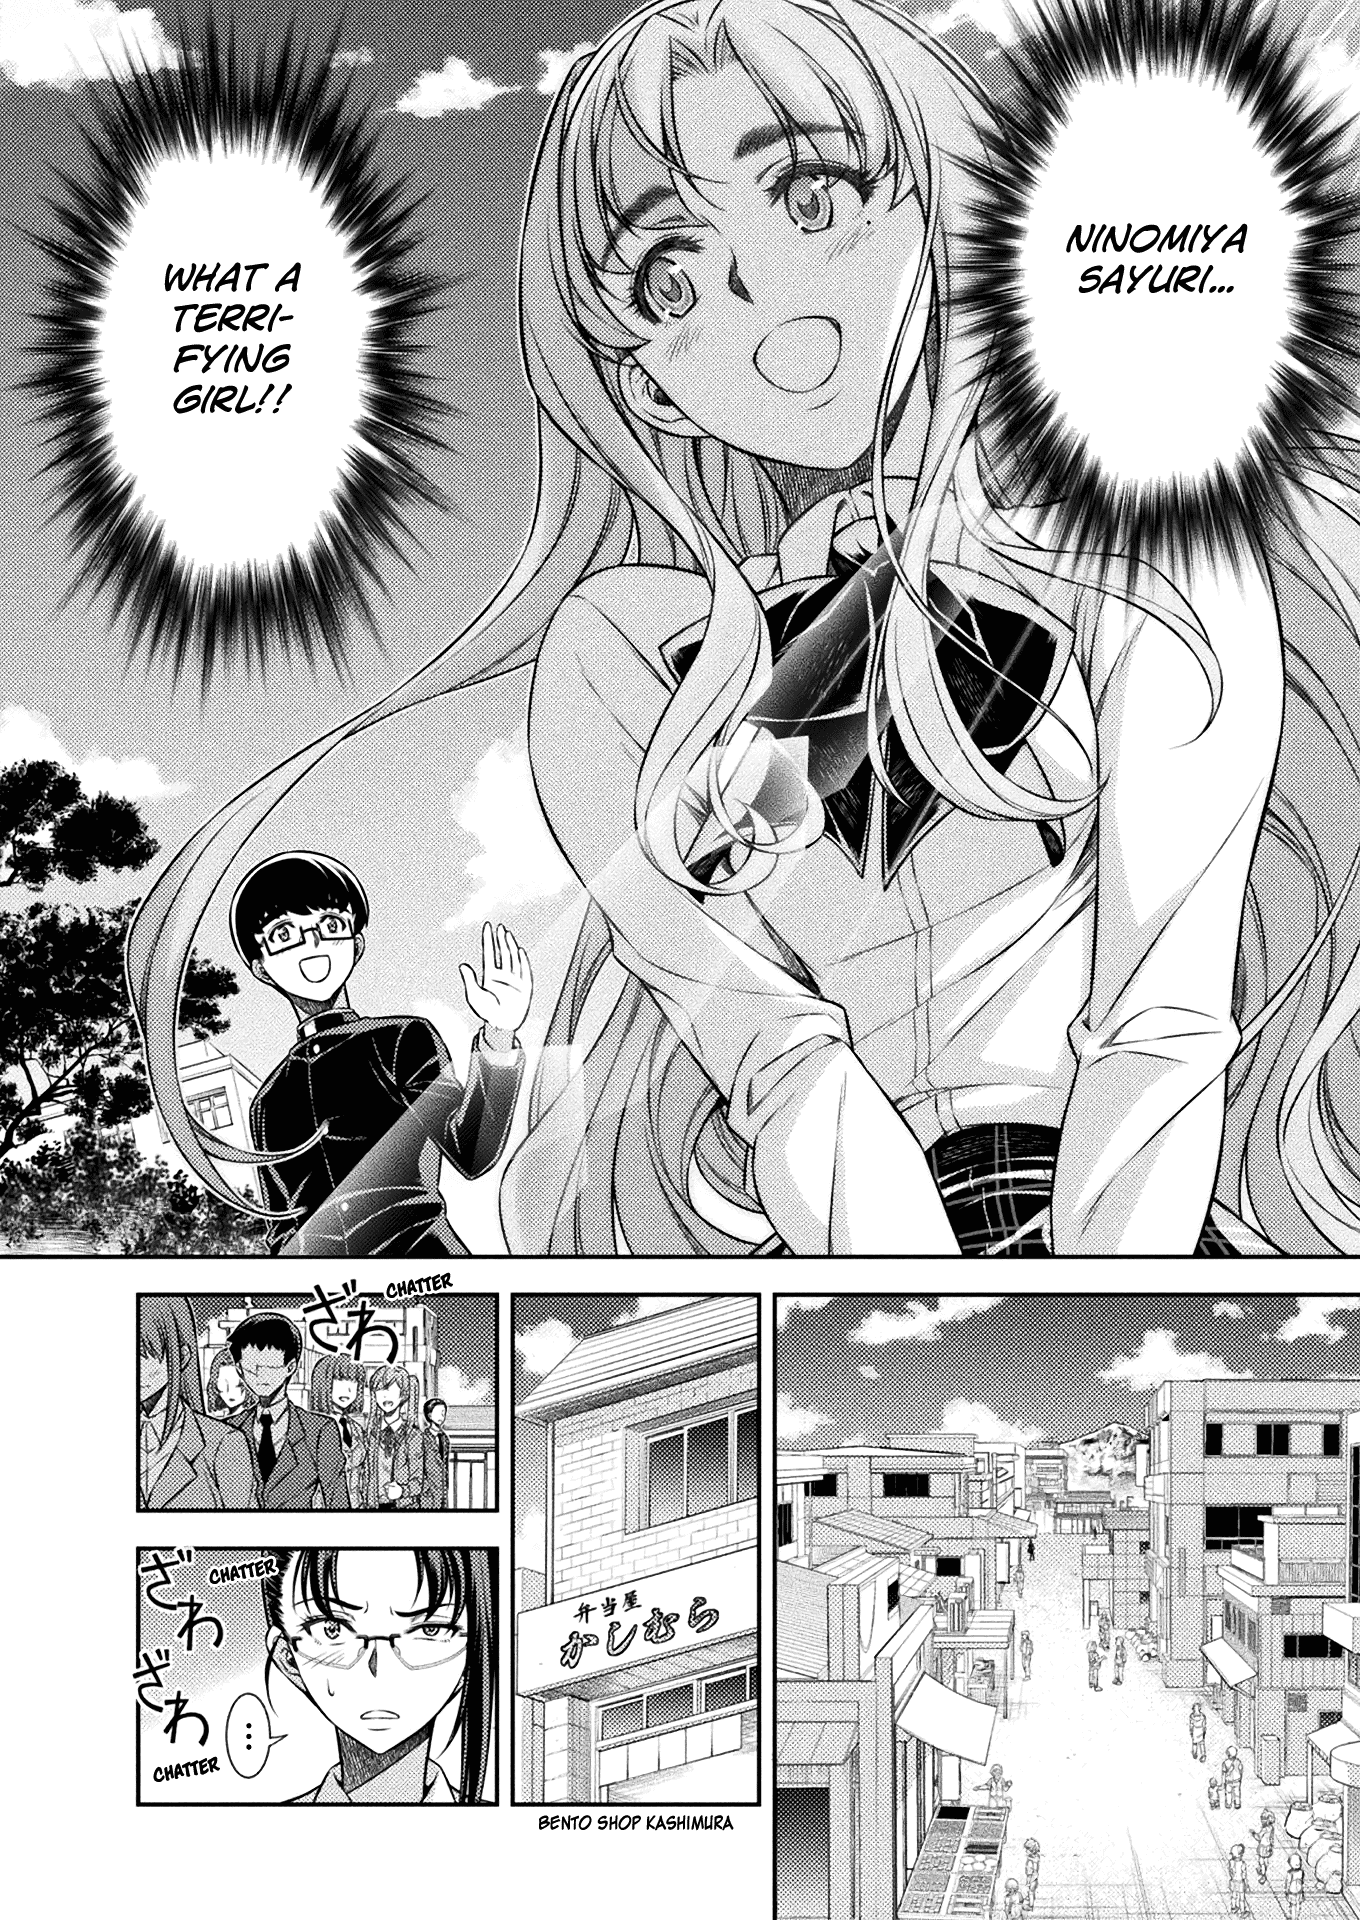 NINOMIYA
SAYURI...
WHAT A
TERRI-
FYING
GIRL!!
弁当屋
かしむら
BENTO SHOP KASHIMURA
ざわ
CHATTER
ざわ
CHATTER
ざわ
CHATTER
...